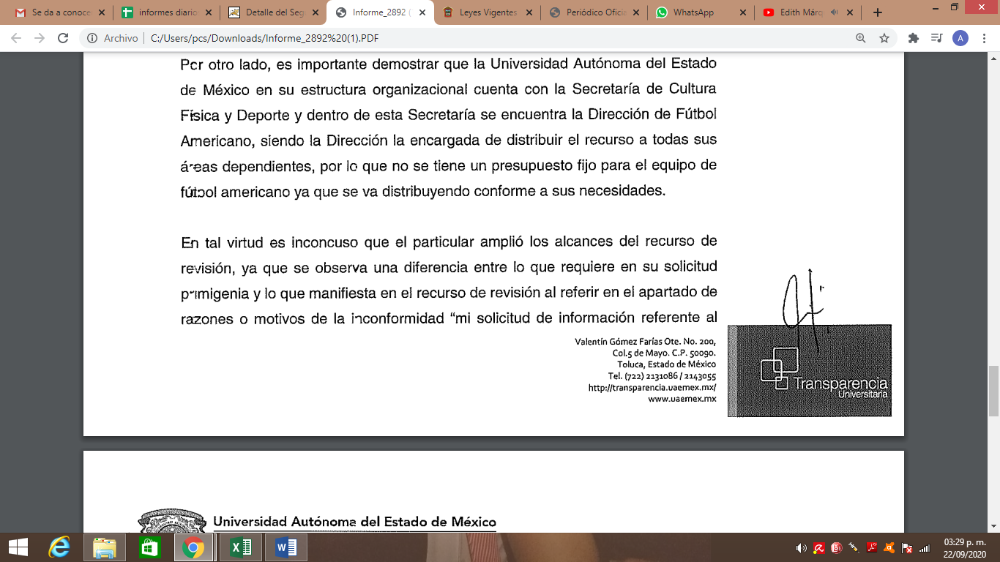 Se da a conoce
informes diario
Detalle del Seg
Informe_2892 (
Leyes Vigentes
Periódico Oficia
WhatsApp
Edith Márq
Archivo
C:/Users/pcs/Downloads/Informe_2892%20(1).PDF
A
Por otro lado, es importante demostrar que la Universidad Autónoma del Estado
de México en su estructura organizacional cuenta con la Secretaría de Cultura
Física y Deporte y dentro de esta Secretaría se encuentra la Dirección de Fútbol
Americano, siendo la Dirección la encargada de distribuir el recurso a todas sus
áreas dependientes, por lo que no se tiene un presupuesto fijo para el equipo de
fútbol americano ya que se va distribuyendo conforme a sus necesidades.
En tal virtud es inconcuso que el particular amplió los alcances del recurso de
revisión, ya que se observa una diferencia entre lo que requiere en su solicitud
primigenia y lo que manifiesta en el recurso de revisión al referir en el apartado de
razones o motivos de la inconformidad “mi solicitud de información referente al
Valentín Gómez Farías Ote. No. 200,
Col.5 de Mayo. C.P. 50090.
Toluca, Estado de México
Tel. (722) 2131086 / 2143055
http://transparencia.uaemex.mx/
www.uaemex.mx
Transparencia
Universitaria
Universidad Autónoma del Estado de México
03:29 p. m.
22/09/2020